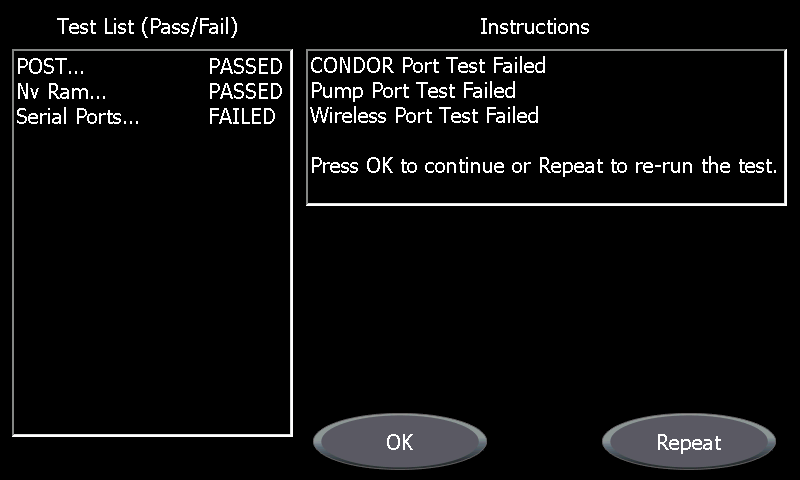 Test List (Pass/Fail)
POST... PASSED
Nv Ram... PASSED
Serial Ports... FAILED
Instructions
CONDOR Port Test Failed
Pump Port Test Failed
Wireless Port Test Failed
Press OK to continue or Repeat to re-run the test.
OK
Repeat